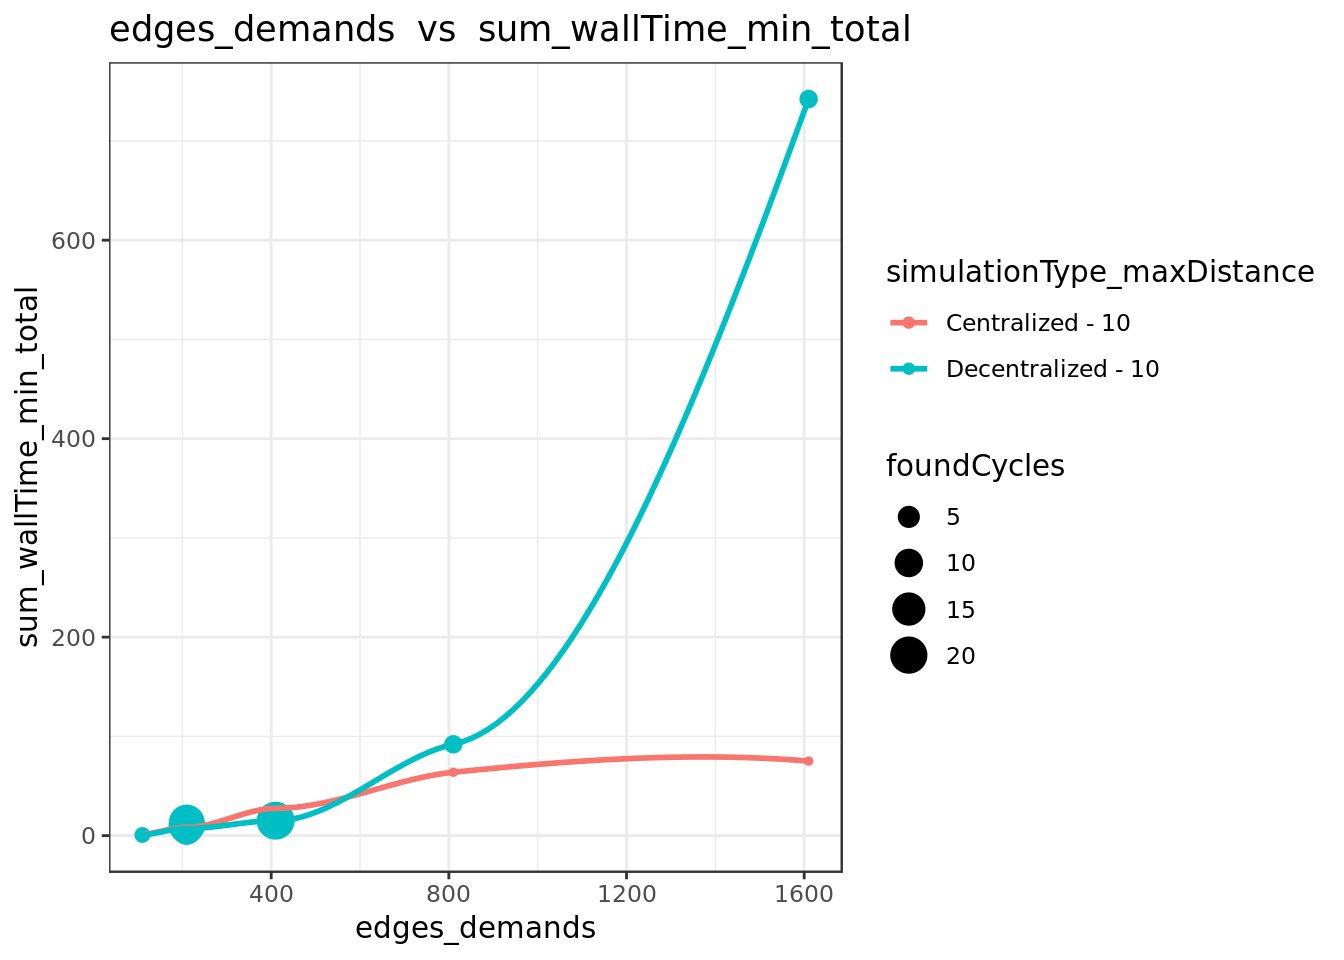 edges_demands  vs  sum_wallTime_min_total
sum_wallTime_min_total
600
400
200
0
400
800
1200
1600
edges_demands
simulationType_maxDistance
Centralized - 10
Decentralized - 10
foundCycles
5
10
15
20